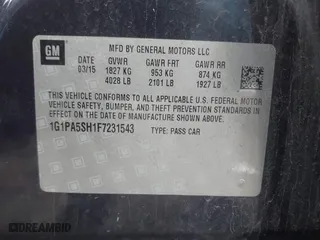 GM
MFD BY GENERAL MOTORS LLC
DATE GVWR GAWR FRT GAWR RR
03/15 1827 KG 953 KG 874 KG
4028 LB 2101 LB 1927 LB
THIS VEHICLE CONFORMS TO ALL APPLICABLE U.S. FEDERAL MOTOR
VEHICLE SAFETY, BUMPER, AND THEFT PREVENTION STANDARDS IN
EFFECT ON THE DATE OF MANUFACTURE SHOWN ABOVE.
1G1PA5SH1F7231543 TYPE: PASS CAR
DREAMBID